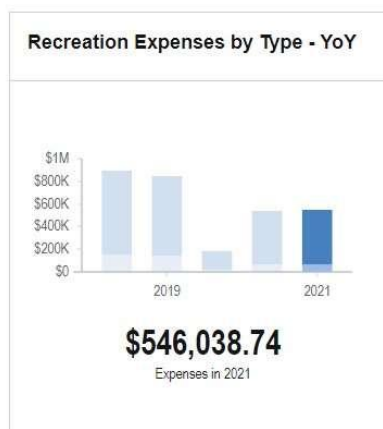 Recreation Expenses by Type - YoY
$1M
$800K
$600K
$400K
$200K
$0
2019
2021
$546,038.74
Expenses in 2021